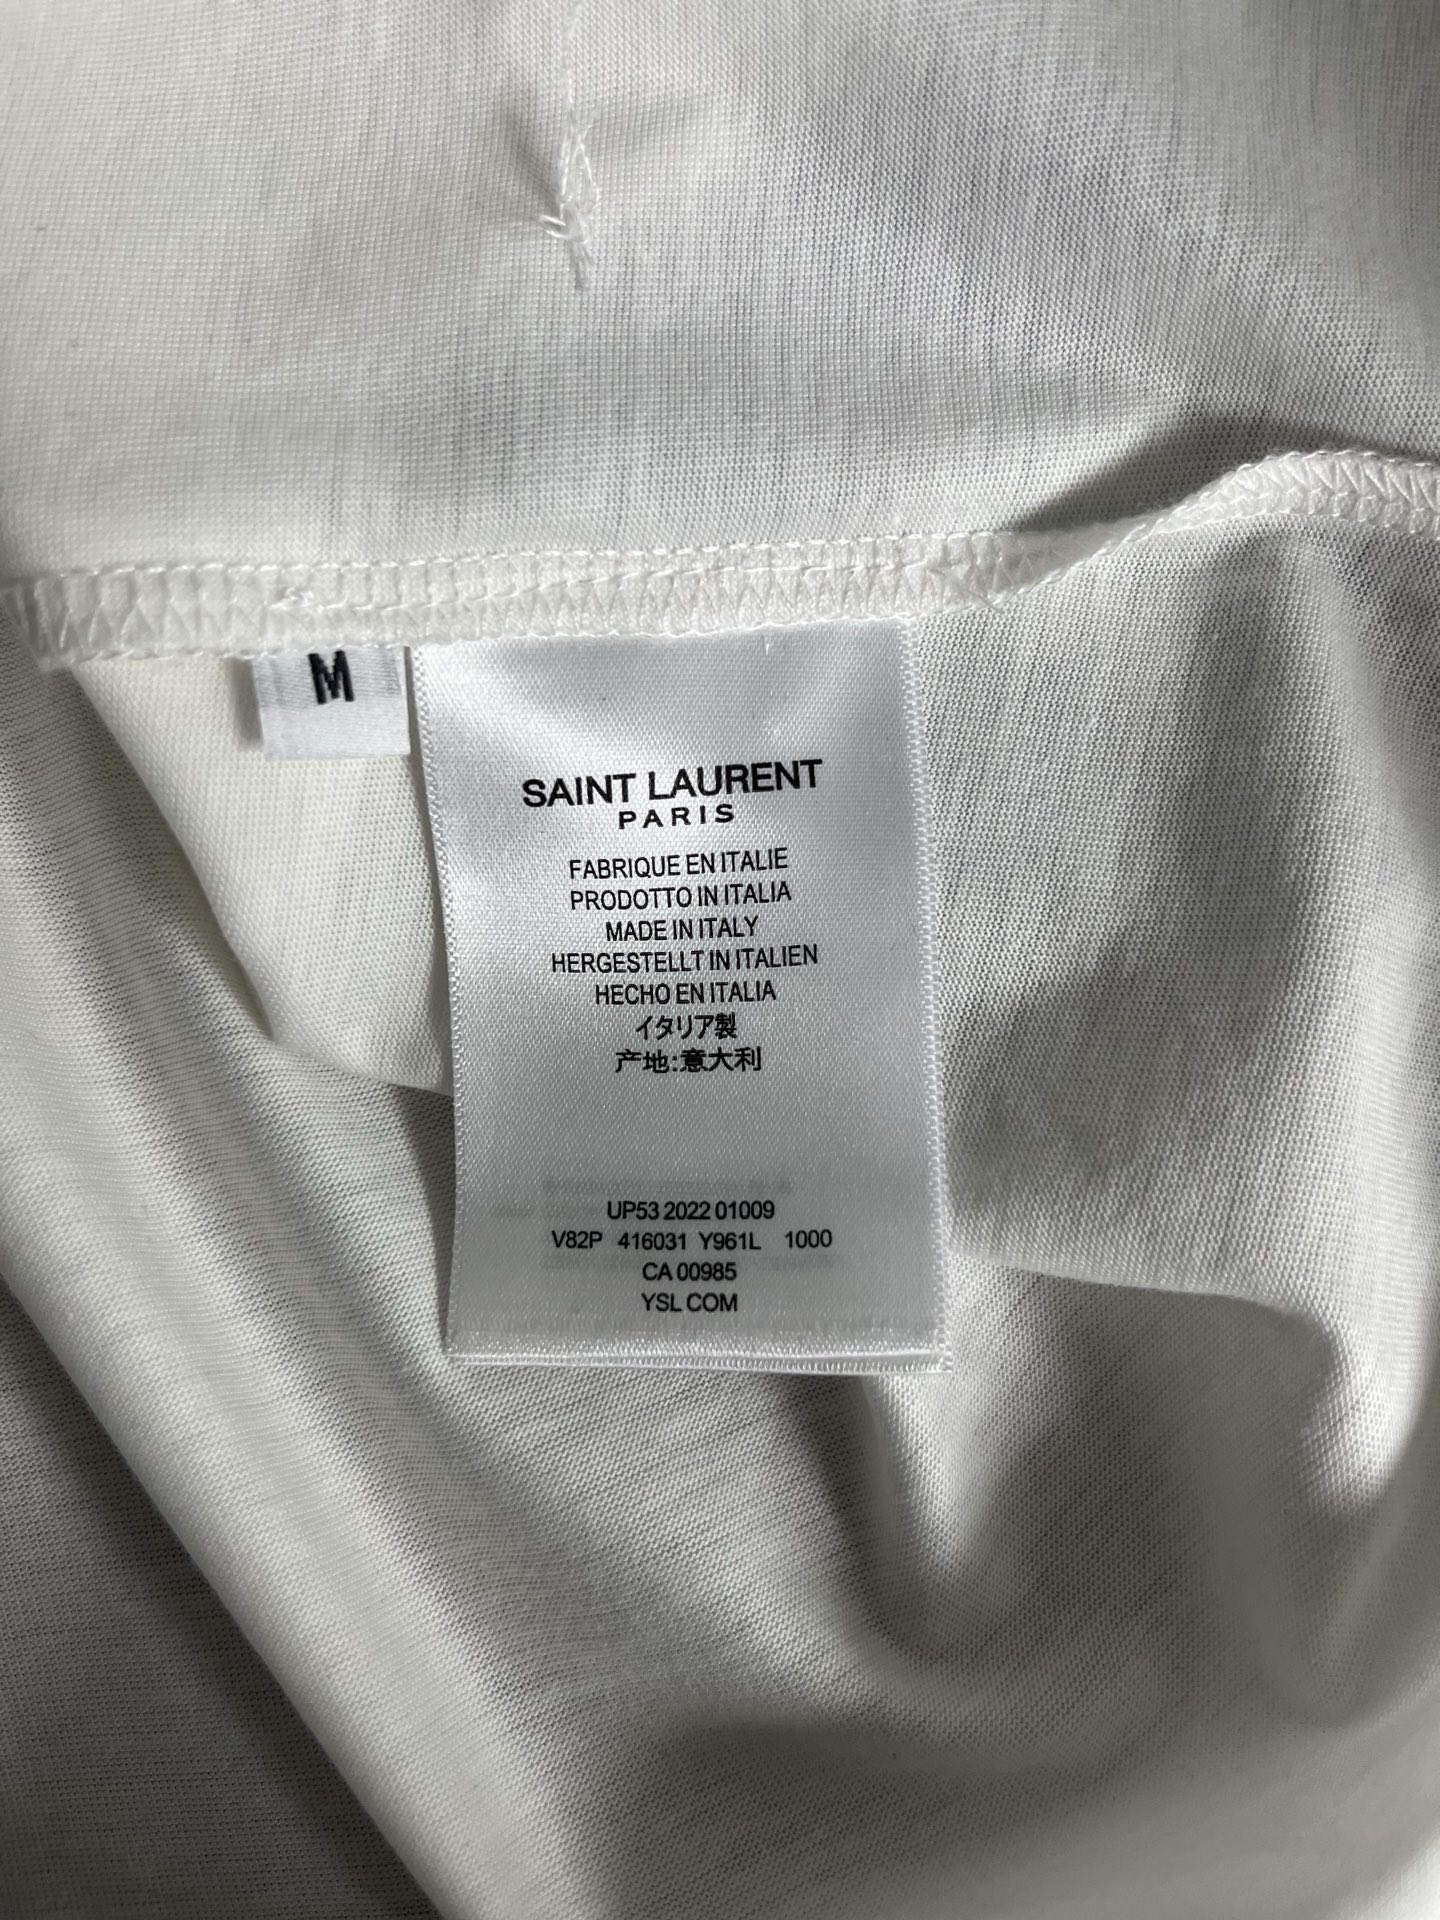 M
SAINT LAURENT
PARIS
FABRIQUE EN ITALIE
PRODOTTO IN ITALIA
MADE IN ITALY
HERGESTELLT IN ITALIEN
HECHO EN ITALIA
イタリア製
产地:意大利
UP53 2022 01009
V82P 416031 Y961L 1000
CA 00985
YSL COM